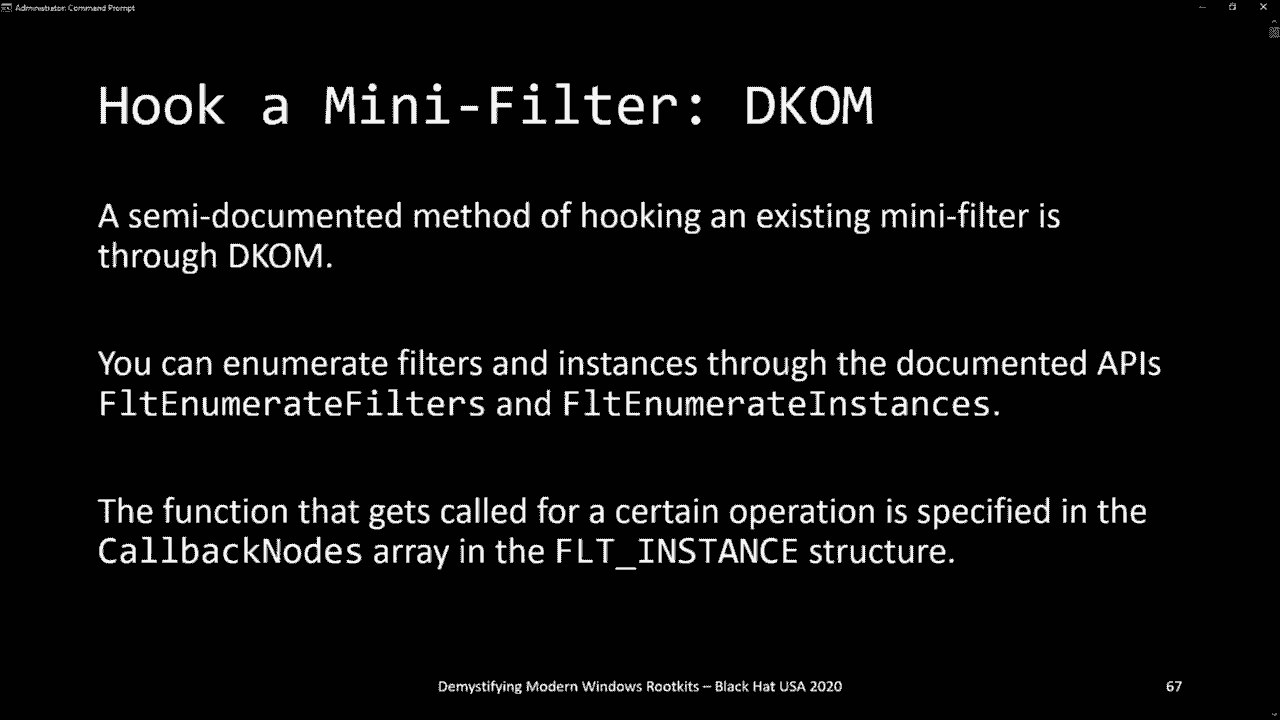 Administrator: Command Prompt
Hook a Mini-Filter: DKOM
A semi-documented method of hooking an existing mini-filter is
through DKOM.
You can enumerate filters and instances through the documented APIs
FltEnumerateFilters and FltEnumerateInstances.
The function that gets called for a certain operation is specified in the
CallbackNodes array in the FLT_INSTANCE structure.
Demystifying Modern Windows Rootkits – Black Hat USA 2020
67